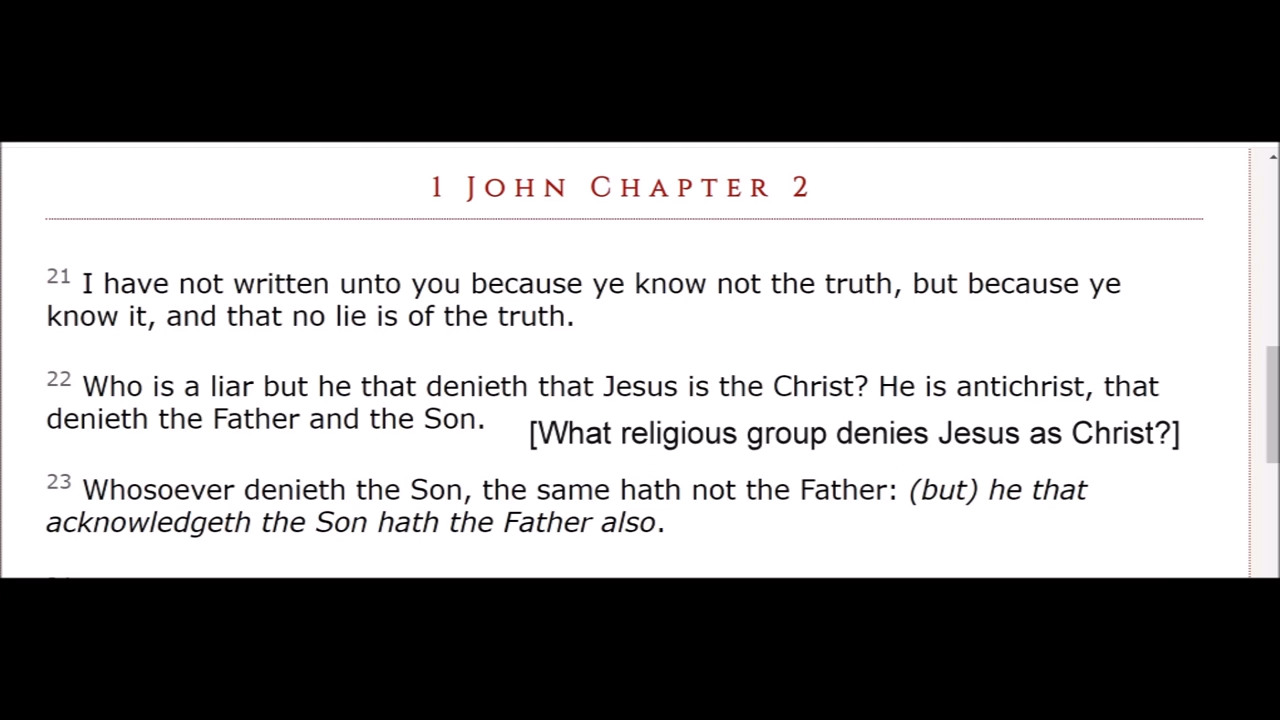 1 John Chapter 2
21 I have not written unto you because ye know not the truth, but because ye
know it, and that no lie is of the truth.
22 Who is a liar but he that denieth that Jesus is the Christ? He is antichrist, that
denieth the Father and the Son.
[What religious group denies Jesus as Christ?]
23 Whosoever denieth the Son, the same hath not the Father: (but) he that
acknowledgeth the Son hath the Father also.